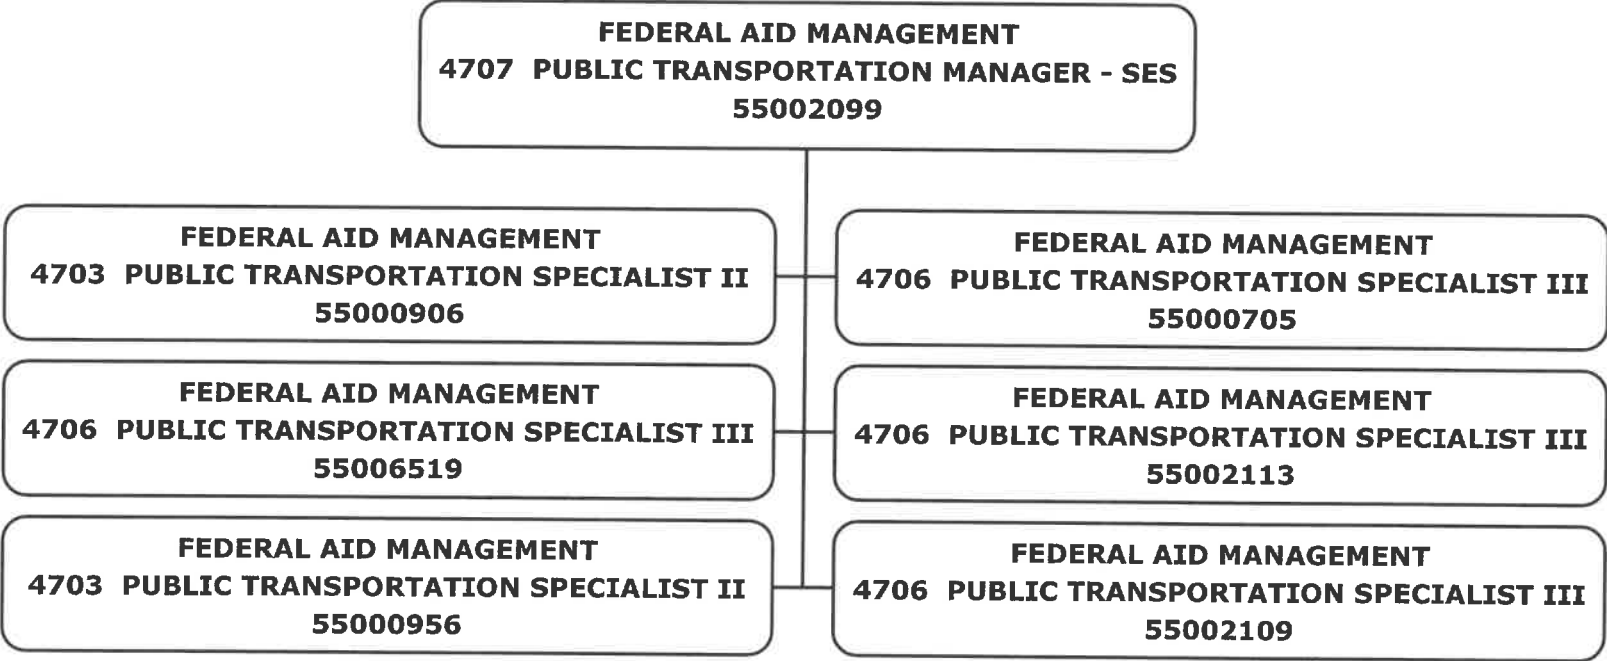 FEDERAL AID MANAGEMENT
4707 PUBLIC TRANSPORTATION MANAGER - SES
55002099
FEDERAL AID MANAGEMENT
4703 PUBLIC TRANSPORTATION SPECIALIST II
55000906
FEDERAL AID MANAGEMENT
4706 PUBLIC TRANSPORTATION SPECIALIST III
55000705
FEDERAL AID MANAGEMENT
4706 PUBLIC TRANSPORTATION SPECIALIST III
55006519
FEDERAL AID MANAGEMENT
4706 PUBLIC TRANSPORTATION SPECIALIST III
55002113
FEDERAL AID MANAGEMENT
4703 PUBLIC TRANSPORTATION SPECIALIST II
55000956
FEDERAL AID MANAGEMENT
4706 PUBLIC TRANSPORTATION SPECIALIST III
55002109